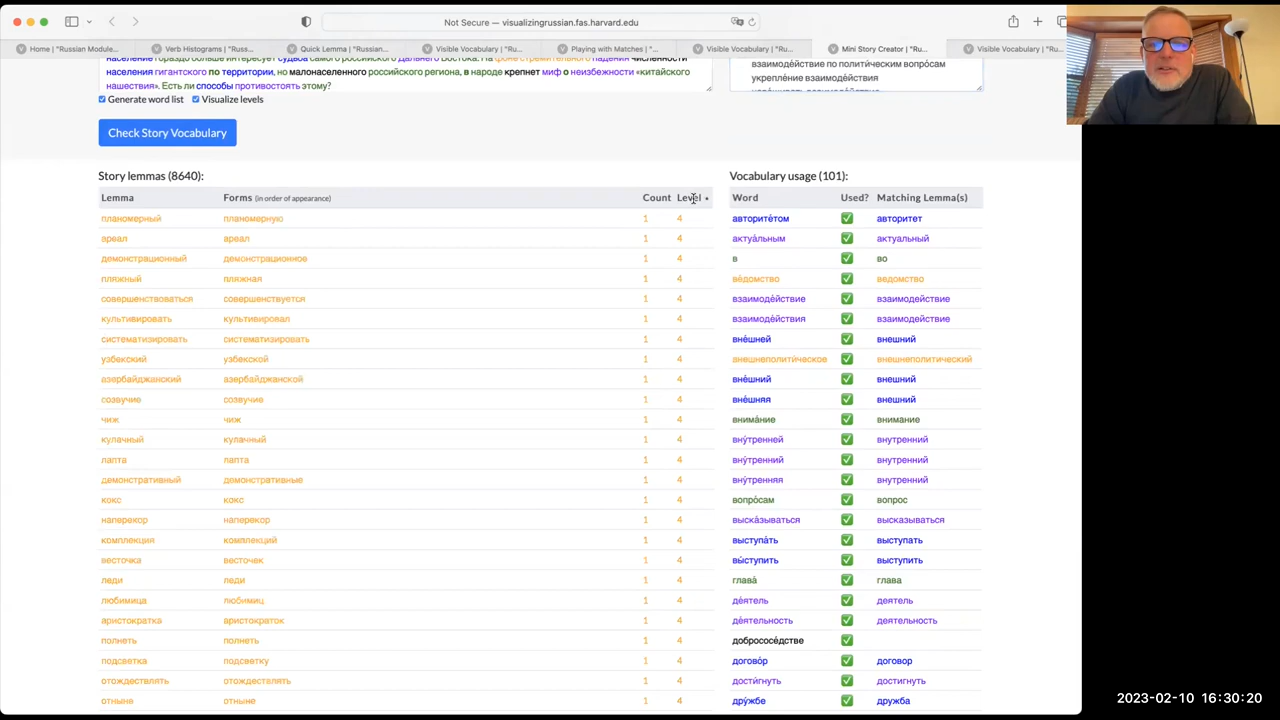 Not Secure — visualizingrussian.fas.harvard.edu
Home | "Russian Module...
Verb Histograms | "Russ...
Quick Lemma | "Russian...
Visible Vocabulary | "Ru...
Playing with Matches | "...
Visible Vocabulary | "Ru...
Mini Story Creator | "Ru...
Visible Vocabulary | "Ru...
население гораздо больше интересует судьба самого российского дальнего востока. На фоне стремительного падения численности
населения гигантского по территории, но малонаселенного российского региона, в народе крепнет миф о неизбежности «китайского
нашествия». Есть ли способы противостоять этому?
взаимоде́йствие по полити́ческим вопро́сам
укрепле́ние взаимоде́йствия
Generate word list Visualize levels
Check Story Vocabulary
Story lemmas (8640):
Lemma Forms (in order of appearance) Count Level
планомерный планомерную 1 4
ареал ареал 1 4
демонстрационный демонстрационное 1 4
пляжный пляжная 1 4
совершенствоваться совершенствуется 1 4
культивировать культивировал 1 4
систематизировать систематизировать 1 4
узбекский узбекской 1 4
азербайджанский азербайджанской 1 4
созвучие созвучие 1 4
чиж чиж 1 4
кулачный кулачный 1 4
лапта лапта 1 4
демонстративный демонстративные 1 4
кокс кокс 1 4
наперекор наперекор 1 4
комплекция комплекций 1 4
весточка весточек 1 4
леди леди 1 4
любимица любимиц 1 4
аристократка аристократок 1 4
полнеть полнеть 1 4
подсветка подсветку 1 4
отождествлять отождествлять 1 4
отныне отныне 1 4
Vocabulary usage (101):
Word Used? Matching Lemma(s)
авторите́том авторитет
актуа́льным актуальный
в во
ве́домство ведомство
взаимоде́йствие взаимодействие
взаимоде́йствия взаимодействие
вне́шней внешний
внешнеполити́ческое внешнеполитический
вне́шний внешний
вне́шняя внешний
внима́ние внимание
вну́тренней внутренний
вну́тренний внутренний
вну́тренняя внутренний
вопро́сам вопрос
выска́зываться высказываться
выступа́ть выступать
вы́ступить выступить
глава́ глава
де́ятель деятель
де́ятельность деятельность
добрососе́дстве
догово́р договор
дости́гнуть достигнуть
дру́жбе дружба
2023-02-10 16:30:20